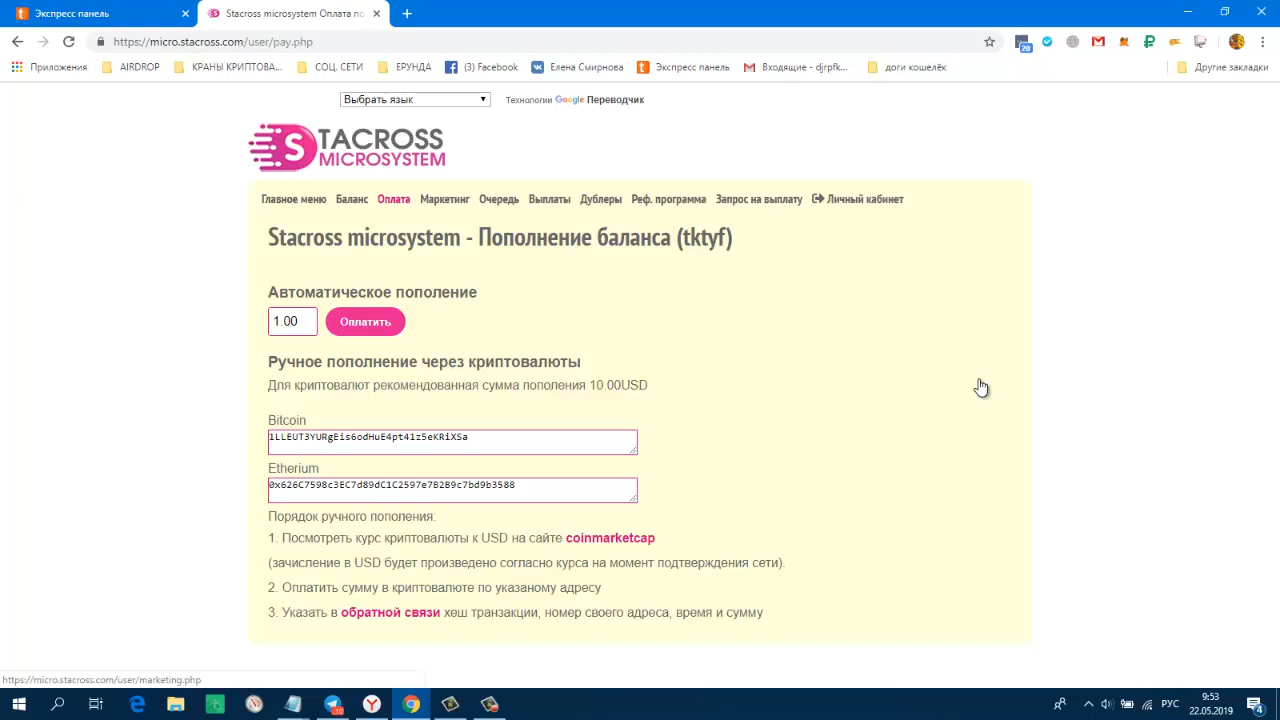 Экспресс панель
Stacross microsystem Оплата по
https://micro.stacross.com/user/pay.php
20
Приложения AIRDROP КРАНЫ КРИПТОВА... СОЦ. СЕТИ ЕРУНДА (3) Facebook Елена Смирнова Экспресс панель Входящие - djrpfk... доги кошелёк Другие закладки
Выбрать язык Технологии Google Переводчик
STACROSS
MICROSYSTEM
Главное меню Баланс Оплата Маркетинг Очередь Выплаты Дублеры Реф. программа Запрос на выплату Личный кабинет
Stacross microsystem - Пополнение баланса (tktyf)
Автоматическое пополение
1.00 Оплатить
Ручное пополнение через криптовалюты
Для криптовалют рекомендованная сумма пополения 10.00USD
Bitcoin
1LLEUT3YURgEis6odHuE4pt41z5eKRiXSa
Etherium
0x626C7598c3EC7d89dC1C2597e7B2B9c7bd9b3588
Порядок ручного пополения:
1. Посмотреть курс криптовалюты к USD на сайте coinmarketcap
(зачисление в USD будет произведено согласно курса на момент подтверждения сети).
2. Оплатить сумму в криптовалюте по указаному адресу
3. Указать в обратной связи хеш транзакции, номер своего адреса, время и сумму
https://micro.stacross.com/user/marketing.php
РУС
9:53
22.05.2019
4